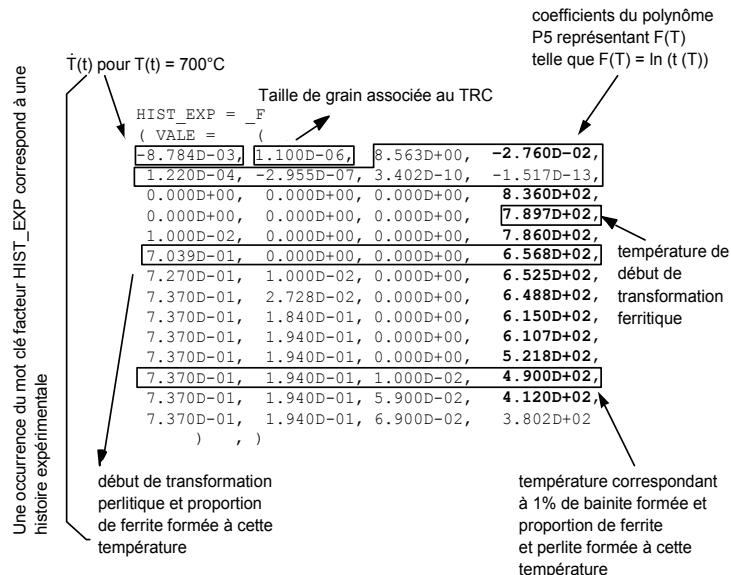 coefficients du polynôme
P5 représentant F(T)
telle que F(T) = ln (t (T))
Ṫ(t) pour T(t) = 700°C
Taille de grain associée au TRC
Une occurrence du mot clé facteur HIST_EXP correspond à une
histoire expérimentale
HIST_EXP = _F
( VALE = (
-8.784D-03, 1.100D-06, 8.563D+00, -2.760D-02,
1.220D-04, -2.955D-07, 3.402D-10, -1.517D-13,
0.000D+00, 0.000D+00, 0.000D+00, 8.360D+02,
0.000D+00, 0.000D+00, 0.000D+00, 7.897D+02,
1.000D-02, 0.000D+00, 0.000D+00, 7.860D+02,
7.039D-01, 0.000D+00, 0.000D+00, 6.568D+02,
7.270D-01, 1.000D-02, 0.000D+00, 6.525D+02,
7.370D-01, 2.728D-02, 0.000D+00, 6.488D+02,
7.370D-01, 1.840D-01, 0.000D+00, 6.150D+02,
7.370D-01, 1.940D-01, 0.000D+00, 6.107D+02,
7.370D-01, 1.940D-01, 0.000D+00, 5.218D+02,
7.370D-01, 1.940D-01, 1.000D-02, 4.900D+02,
7.370D-01, 1.940D-01, 5.900D-02, 4.120D+02,
7.370D-01, 1.940D-01, 6.900D-02, 3.802D+02
) , )
température de
début de
transformation
ferritique
début de transformation
perlitique et proportion
de ferrite formée à cette
température
température correspondant
à 1% de bainite formée et
proportion de ferrite
et perlite formée à cette
température